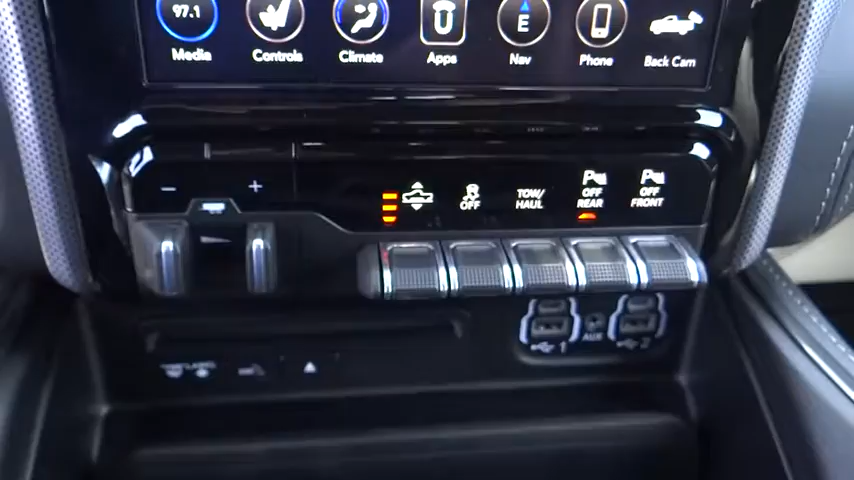 97.1
Media
Controls
Climate
Apps
E
Nav
Phone
Back Cam
- +
OFF
TOW/
HAUL
P
OFF
REAR
P
OFF
FRONT
1
AUX
2